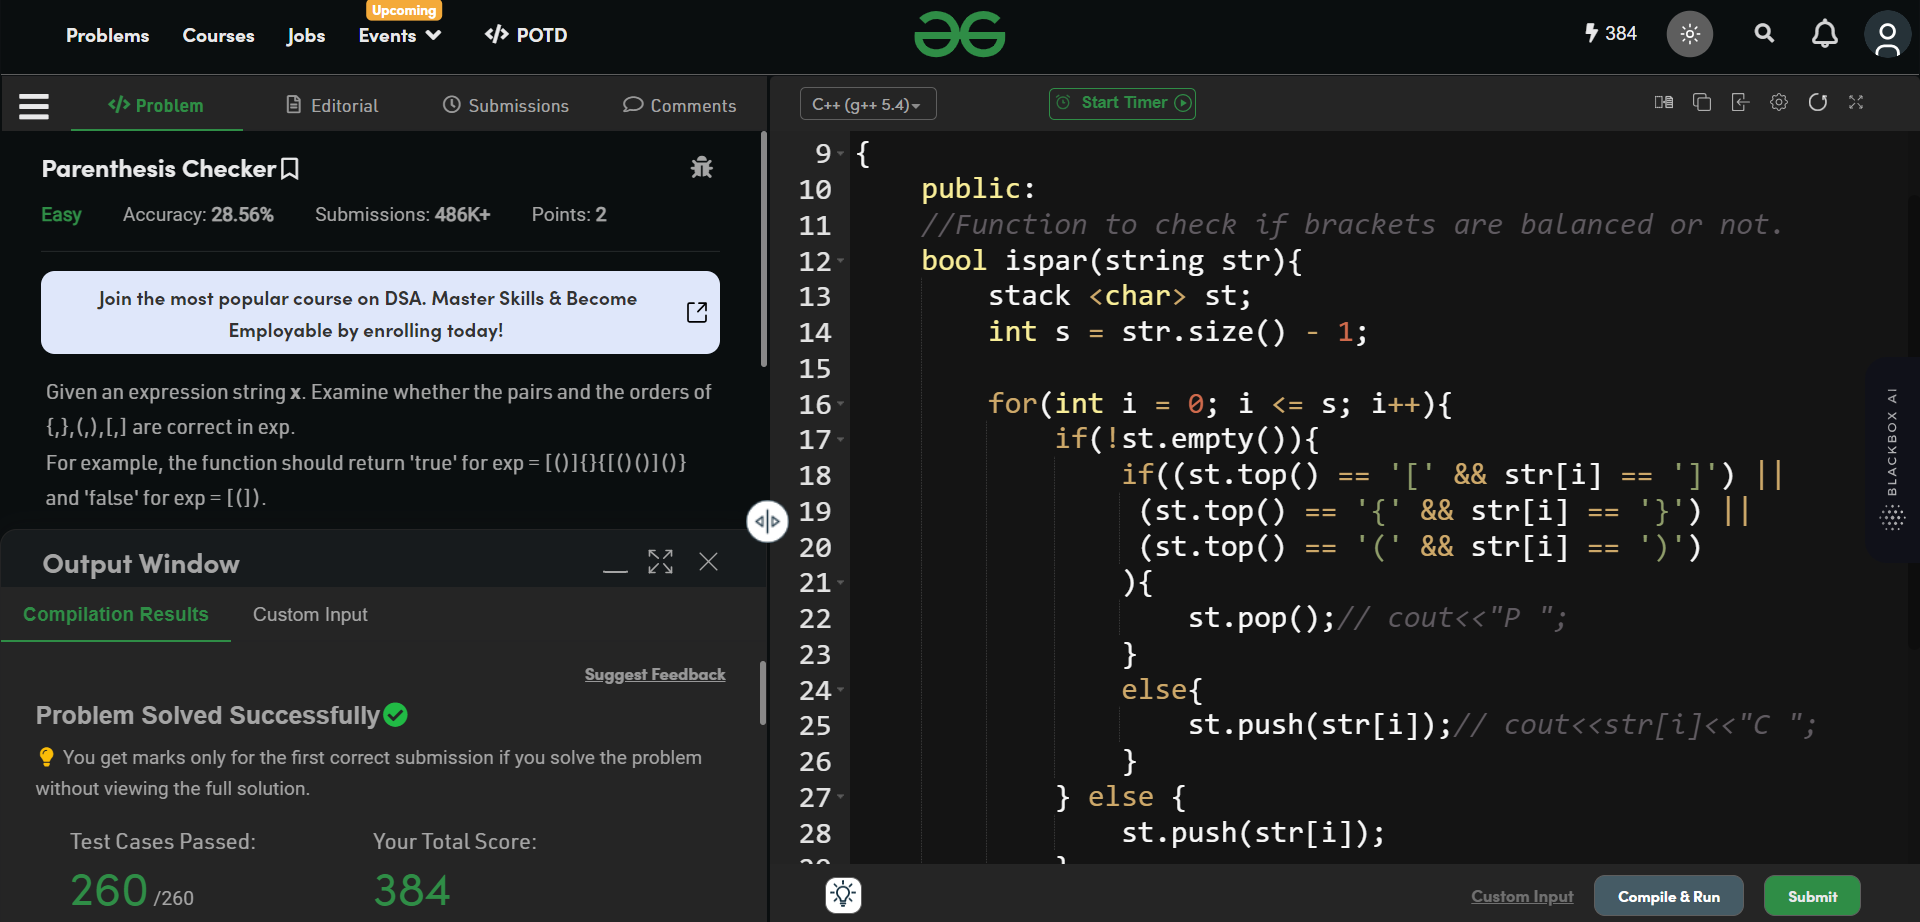 Upcoming
Problems Courses Jobs Events </> POTD
384
</> Problem Editorial Submissions Comments
C++ (g++ 5.4)
Start Timer
Parenthesis Checker
Easy Accuracy: 28.56% Submissions: 486K+ Points: 2
Join the most popular course on DSA. Master Skills & Become
Employable by enrolling today!
Given an expression string x. Examine whether the pairs and the orders of
{,},(,),[,] are correct in exp.
For example, the function should return 'true' for exp = [()]{}{[()()]()}
and 'false' for exp = [(]).
Output Window
Compilation Results Custom Input
Suggest Feedback
Problem Solved Successfully
You get marks only for the first correct submission if you solve the problem
without viewing the full solution.
Test Cases Passed: Your Total Score:
260 /260 384
9 {
10 public:
11 //Function to check if brackets are balanced or not.
12 bool ispar(string str){
13 stack <char> st;
14 int s = str.size() - 1;
15
16 for(int i = 0; i <= s; i++){
17 if(!st.empty()){
18 if((st.top() == '[' && str[i] == ']') ||
19 (st.top() == '{' && str[i] == '}') ||
20 (st.top() == '(' && str[i] == ')')
21 ){
22 st.pop();// cout<<"P ";
23 }
24 else{
25 st.push(str[i]);// cout<<str[i]<<"C ";
26 }
27 } else {
28 st.push(str[i]);
BLACKBOX AI
Custom Input Compile & Run Submit